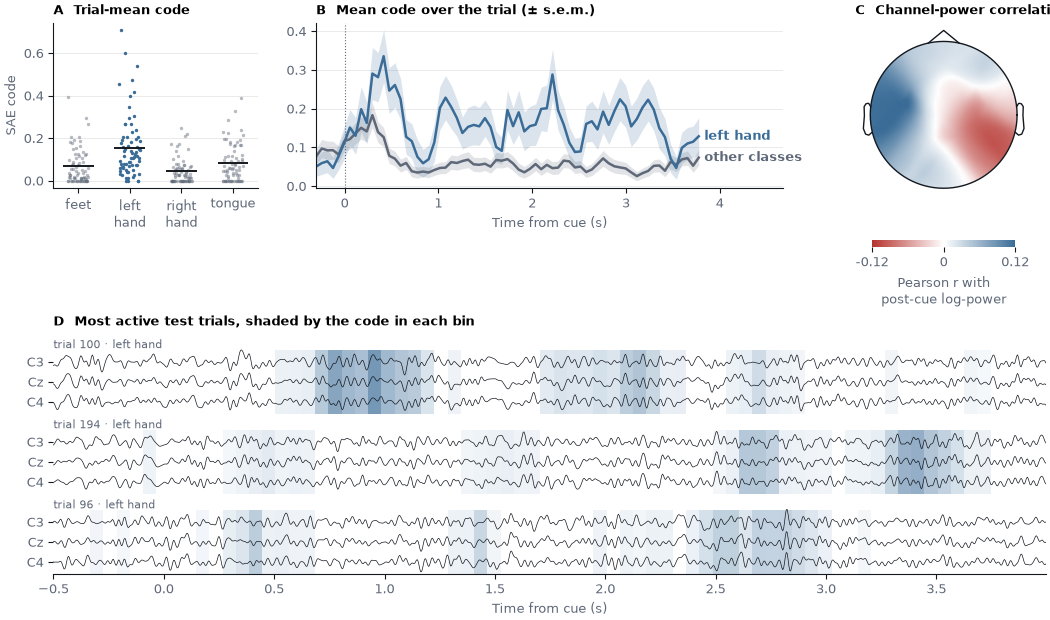 A Trial-mean code
B Mean code over the trial (± s.e.m.)
C Channel-power correlati
SAE code
0.6
0.4
0.2
0.0
feet
left
hand
right
hand
tongue
0.4
0.3
0.2
0.1
0.0
left hand
other classes
0
1
2
3
4
Time from cue (s)
-0.12
0
0.12
Pearson r with
post-cue log-power
D Most active test trials, shaded by the code in each bin
trial 100 · left hand
C3
Cz
C4
trial 194 · left hand
C3
Cz
C4
trial 96 · left hand
C3
Cz
C4
−0.5
0.0
0.5
1.0
1.5
2.0
2.5
3.0
3.5
Time from cue (s)